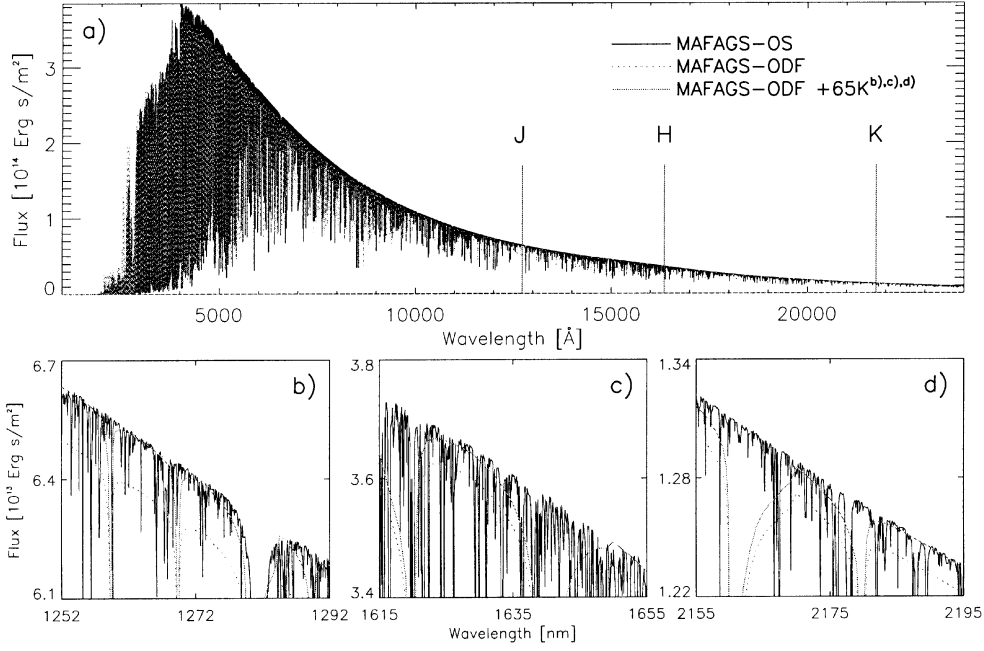 a)
MAFAGS-OS
MAFAGS-ODF
MAFAGS-ODF +65K b),c),d)
J H K
Flux [10¹⁴ Erg s/m²]
3
2
1
0
5000 10000 15000 20000
Wavelength [Å]
b) c) d)
Flux [10¹³ Erg s/m²]
6.7
6.4
6.1
1252 1272 1292
3.8
3.6
3.4
1615 1635 1655
1.34
1.28
1.22
2155 2175 2195
Wavelength [nm]